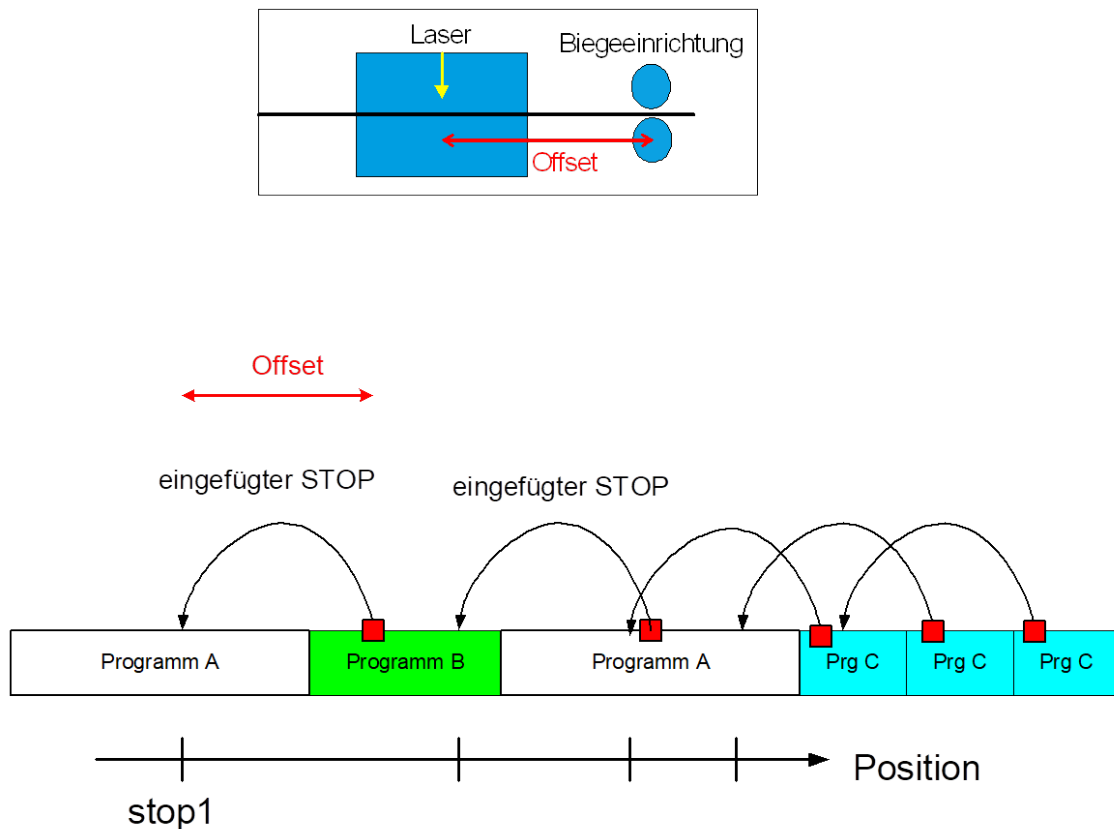 Laser
Biegeeinrichtung
Offset
Offset
eingefügter STOP
eingefügter STOP
Programm A
Programm B
Programm A
Prg C
Prg C
Prg C
Position
stop1